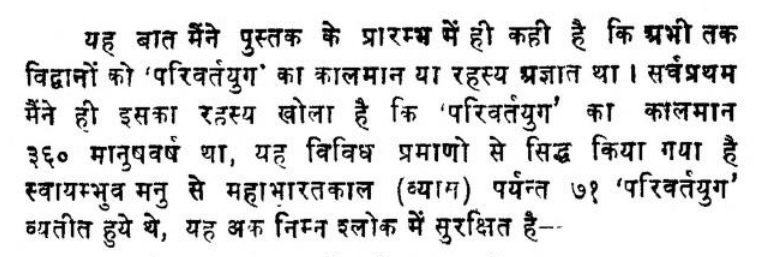 यह बात मैंने पुस्तक के प्रारम्भ में ही कही है कि अभी तक
विद्वानों को ‘परिवर्तयुग’ का कालमान या रहस्य अज्ञात था । सर्वप्रथम
मैंने ही इसका रहस्य खोला है कि ‘परिवर्तयुग’ का कालमान
३६० मानुषवर्ष था, यह विविध प्रमाणो से सिद्ध किया गया है
स्वायम्भुव मनु से महाभारतकाल (व्यास) पर्यन्त ७१ ‘परिवर्तयुग’
व्यतीत हुये थे, यह अक निम्न श्लोक में सुरक्षित है--